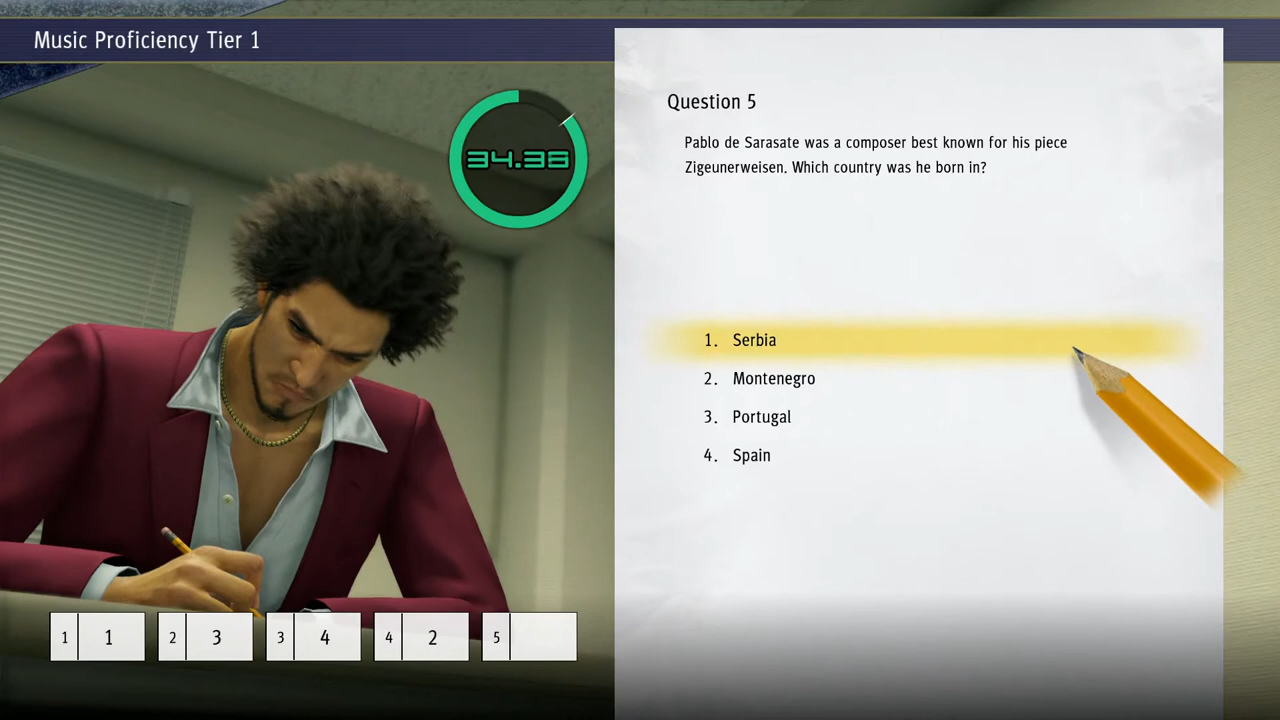 Music Proficiency Tier 1
34.38
Question 5
Pablo de Sarasate was a composer best known for his piece
Zigeunerweisen. Which country was he born in?
1. Serbia
2. Montenegro
3. Portugal
4. Spain
1 1 2 3 3 4 4 2 5